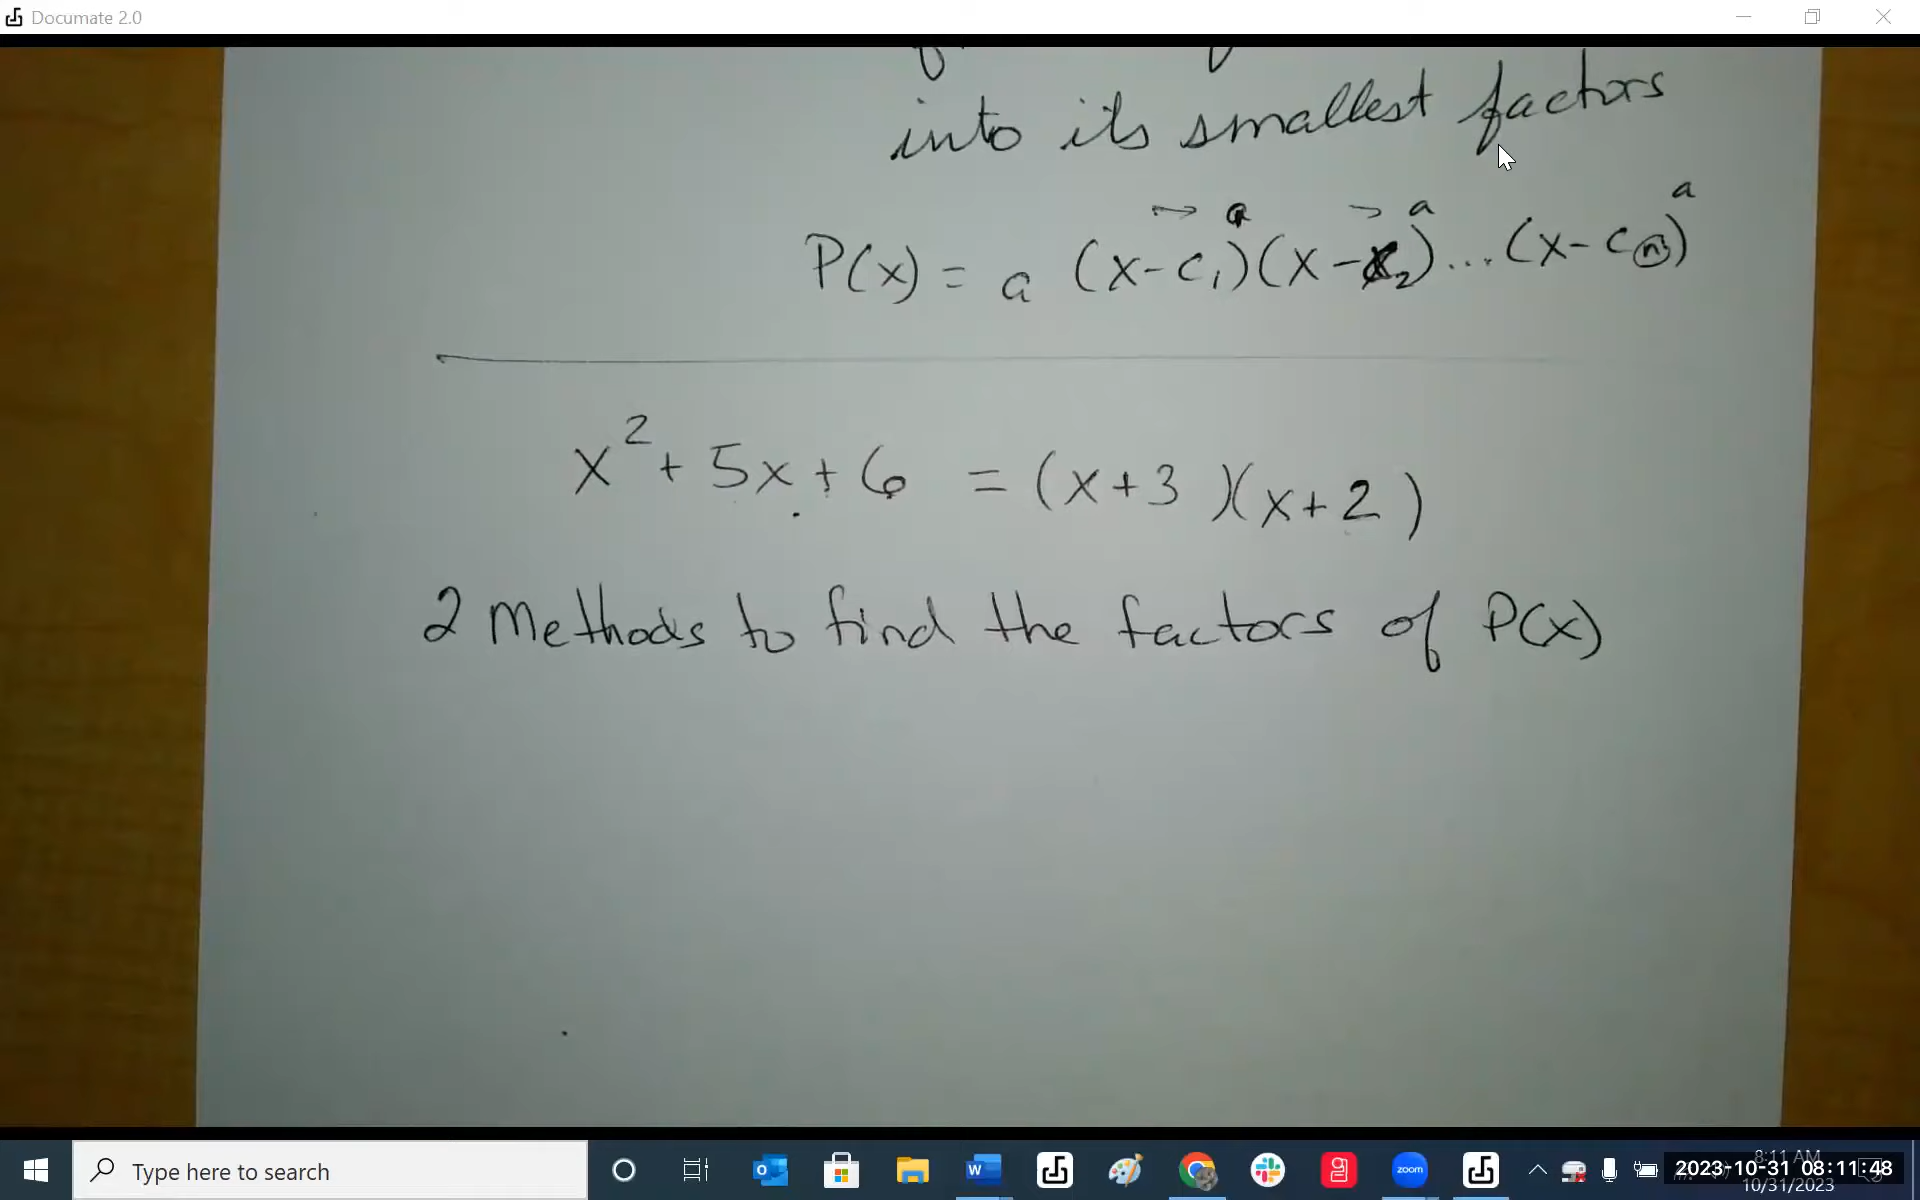 Documate 2.0
into its smallest factors
P(x) = a (x-c₁)ᵃ(x-c₂)ᵃ...(x-cₙ)ᵃ
x² + 5x + 6 = (x+3)(x+2)
2 Methods to find the factors of P(x)
Type here to search
zoom
8:11 AM
2023-10-31 08:11:48
10/31/2023